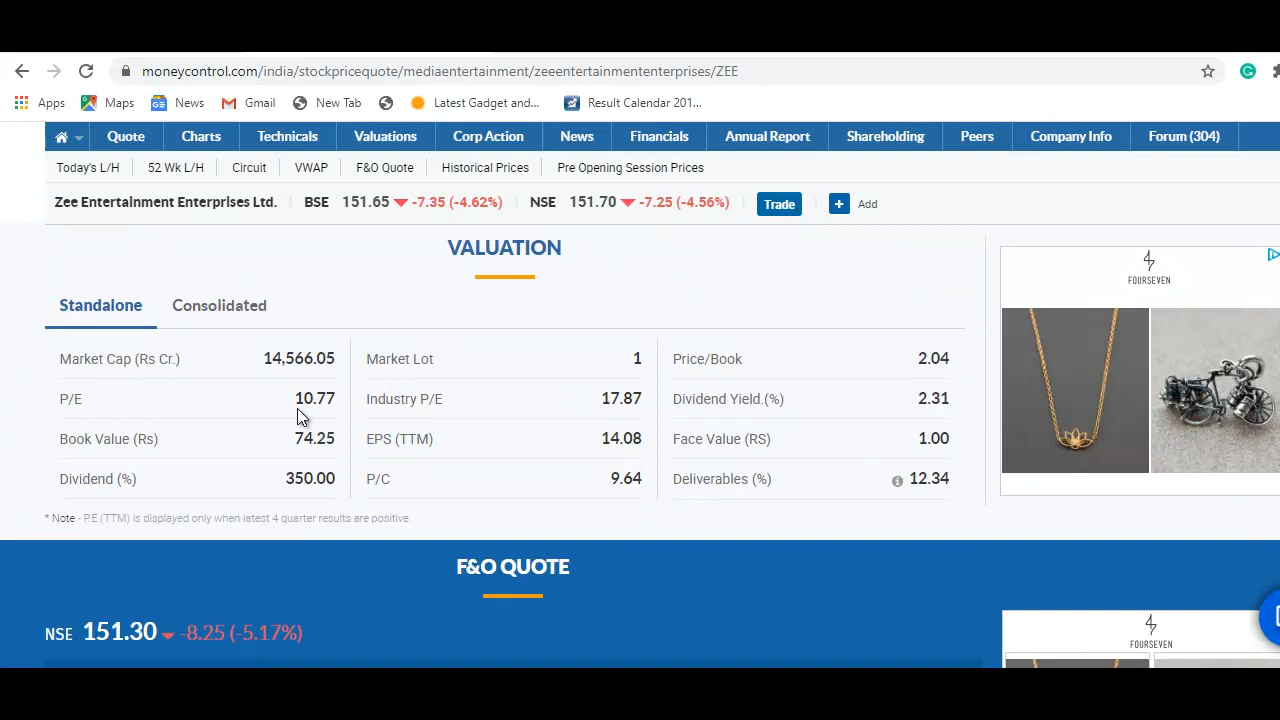 moneycontrol.com/india/stockpricequote/mediaentertainment/zeeentertainmententerprises/ZEE
Apps Maps News Gmail New Tab Latest Gadget and... Result Calendar 201...
Quote Charts Technicals Valuations Corp Action News Financials Annual Report Shareholding Peers Company Info Forum (304)
Today's L/H 52 Wk L/H Circuit VWAP F&O Quote Historical Prices Pre Opening Session Prices
Zee Entertainment Enterprises Ltd. BSE 151.65 -7.35 (-4.62%) NSE 151.70 -7.25 (-4.56%) Trade + Add
VALUATION
Standalone Consolidated
Market Cap (Rs Cr.) 14,566.05 Market Lot 1 Price/Book 2.04
P/E 10.77 Industry P/E 17.87 Dividend Yield.(%) 2.31
Book Value (Rs) 74.25 EPS (TTM) 14.08 Face Value (RS) 1.00
Dividend (%) 350.00 P/C 9.64 Deliverables (%) 12.34
* Note - P.E (TTM) is displayed only when latest 4 quarter results are positive.
FOURSEVEN
F&O QUOTE
NSE 151.30 -8.25 (-5.17%)
FOURSEVEN